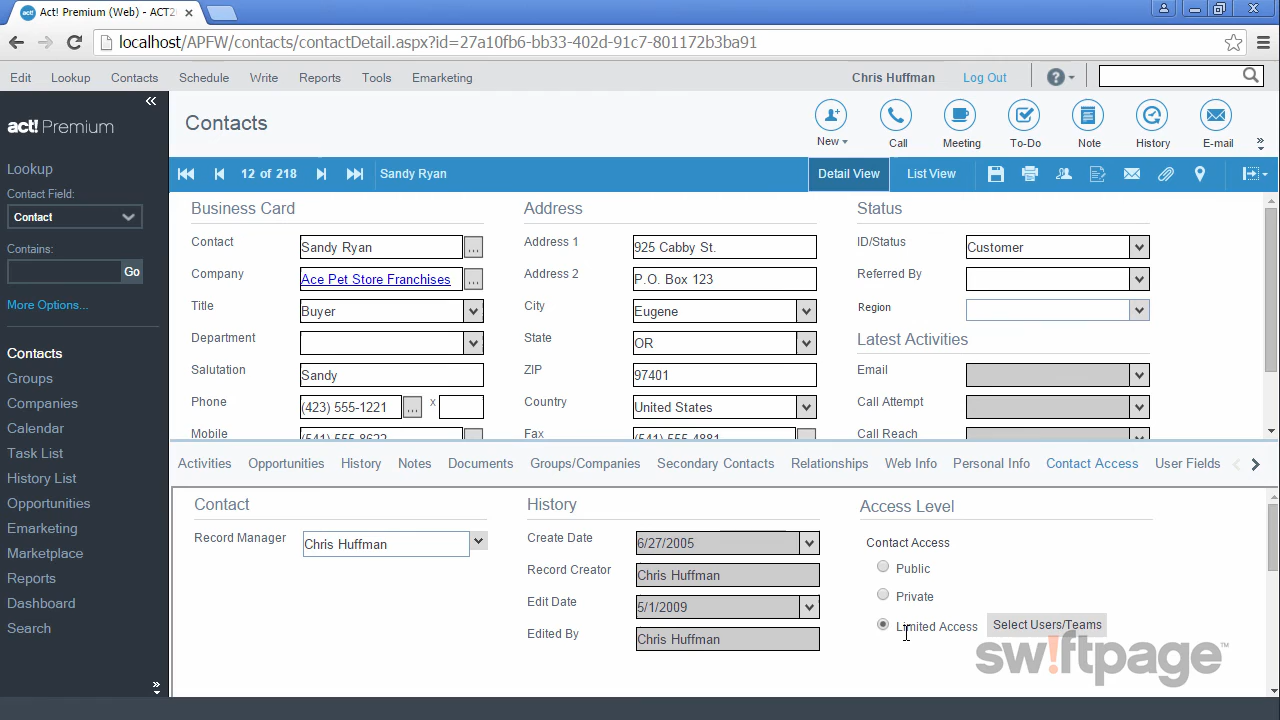 act! Act! Premium (Web) - ACT2
localhost/APFW/contacts/contactDetail.aspx?id=27a10fb6-bb33-402d-91c7-801172b3ba91
Edit Lookup Contacts Schedule Write Reports Tools Emarketing Chris Huffman Log Out ?
act! Premium
Contacts
New Call Meeting To-Do Note History E-mail
12 of 218 Sandy Ryan Detail View List View
Lookup
Contact Field:
Contact
Contains:
Go
More Options...
Contacts
Groups
Companies
Calendar
Task List
History List
Opportunities
Emarketing
Marketplace
Reports
Dashboard
Search
Business Card
Contact Sandy Ryan ...
Company Ace Pet Store Franchises ...
Title Buyer
Department
Salutation Sandy
Phone (423) 555-1221 ... x
Mobile (541) 555-8622
Address
Address 1 925 Cabby St.
Address 2 P.O. Box 123
City Eugene
State OR
ZIP 97401
Country United States
Fax (541) 555-4881
Status
ID/Status Customer
Referred By
Region
Latest Activities
Email
Call Attempt
Call Reach
Activities Opportunities History Notes Documents Groups/Companies Secondary Contacts Relationships Web Info Personal Info Contact Access User Fields
Contact
Record Manager Chris Huffman
History
Create Date 6/27/2005
Record Creator Chris Huffman
Edit Date 5/1/2009
Edited By Chris Huffman
Access Level
Contact Access
Public
Private
Limited Access Select Users/Teams
sw!ftpage™